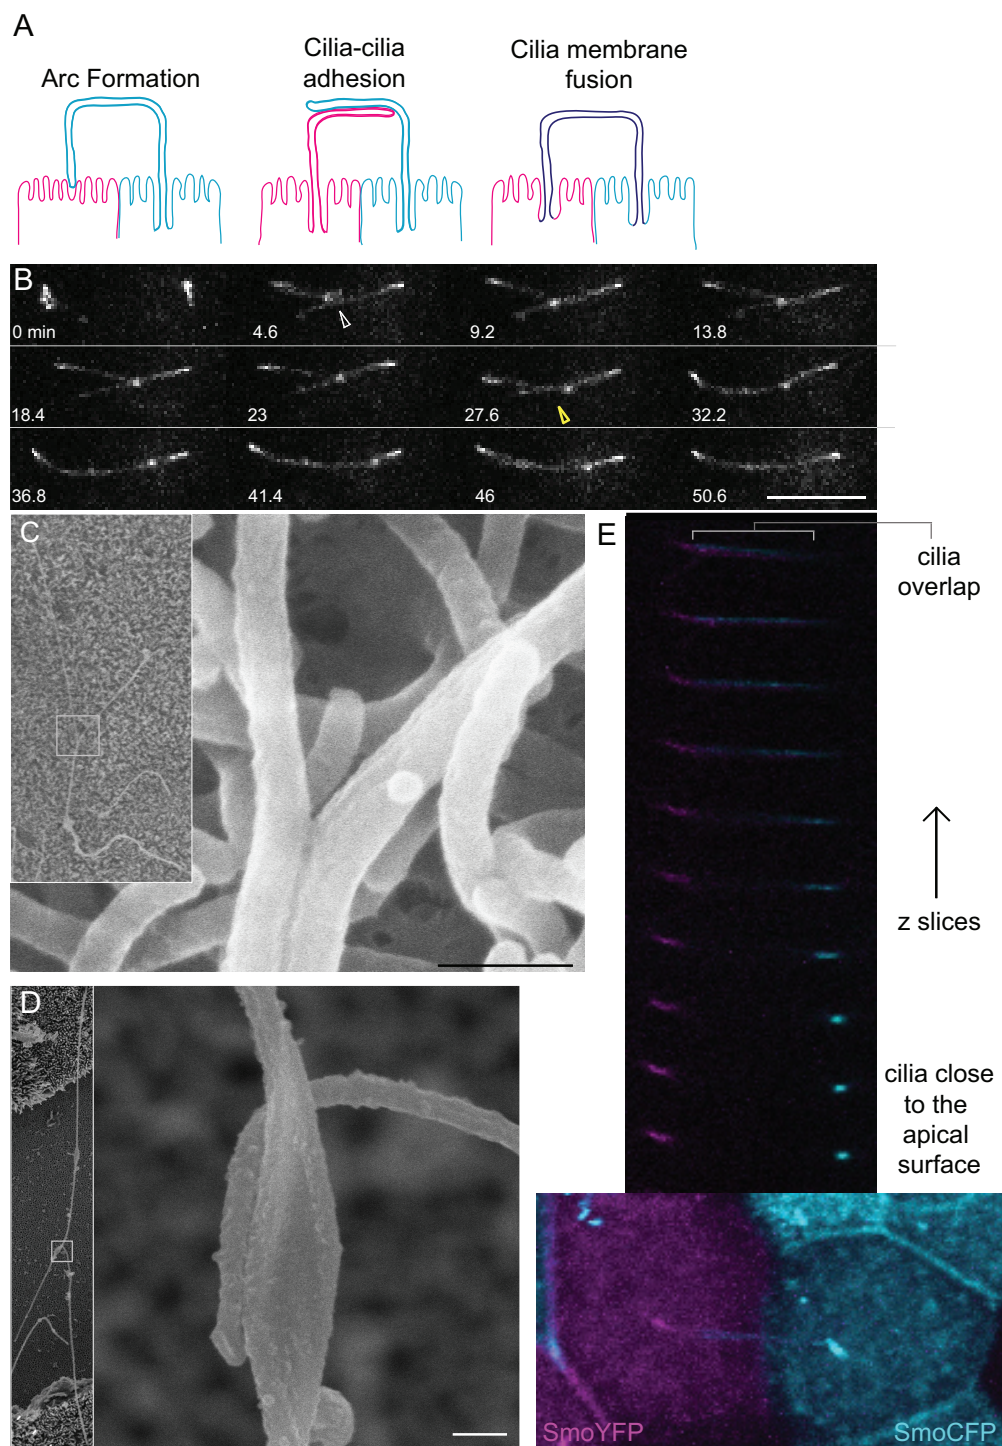 A
Arc Formation
Cilia-cilia
adhesion
Cilia membrane
fusion
B
0 min
4.6
9.2
13.8
18.4
23
27.6
32.2
36.8
41.4
46
50.6
C
D
E
cilia
overlap
z slices
cilia close
to the
apical
surface
SmoYFP
SmoCFP